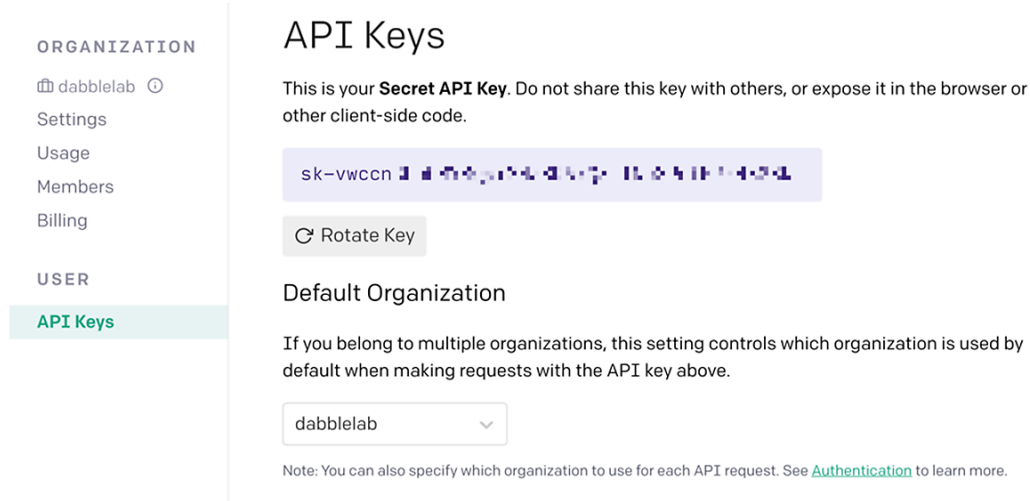 ORGANIZATION
dabblelab
Settings
Usage
Members
Billing
USER
API Keys
API Keys
This is your Secret API Key. Do not share this key with others, or expose it in the browser or
other client-side code.
sk-vwccn
Rotate Key
Default Organization
If you belong to multiple organizations, this setting controls which organization is used by
default when making requests with the API key above.
dabblelab
Note: You can also specify which organization to use for each API request. See Authentication to learn more.